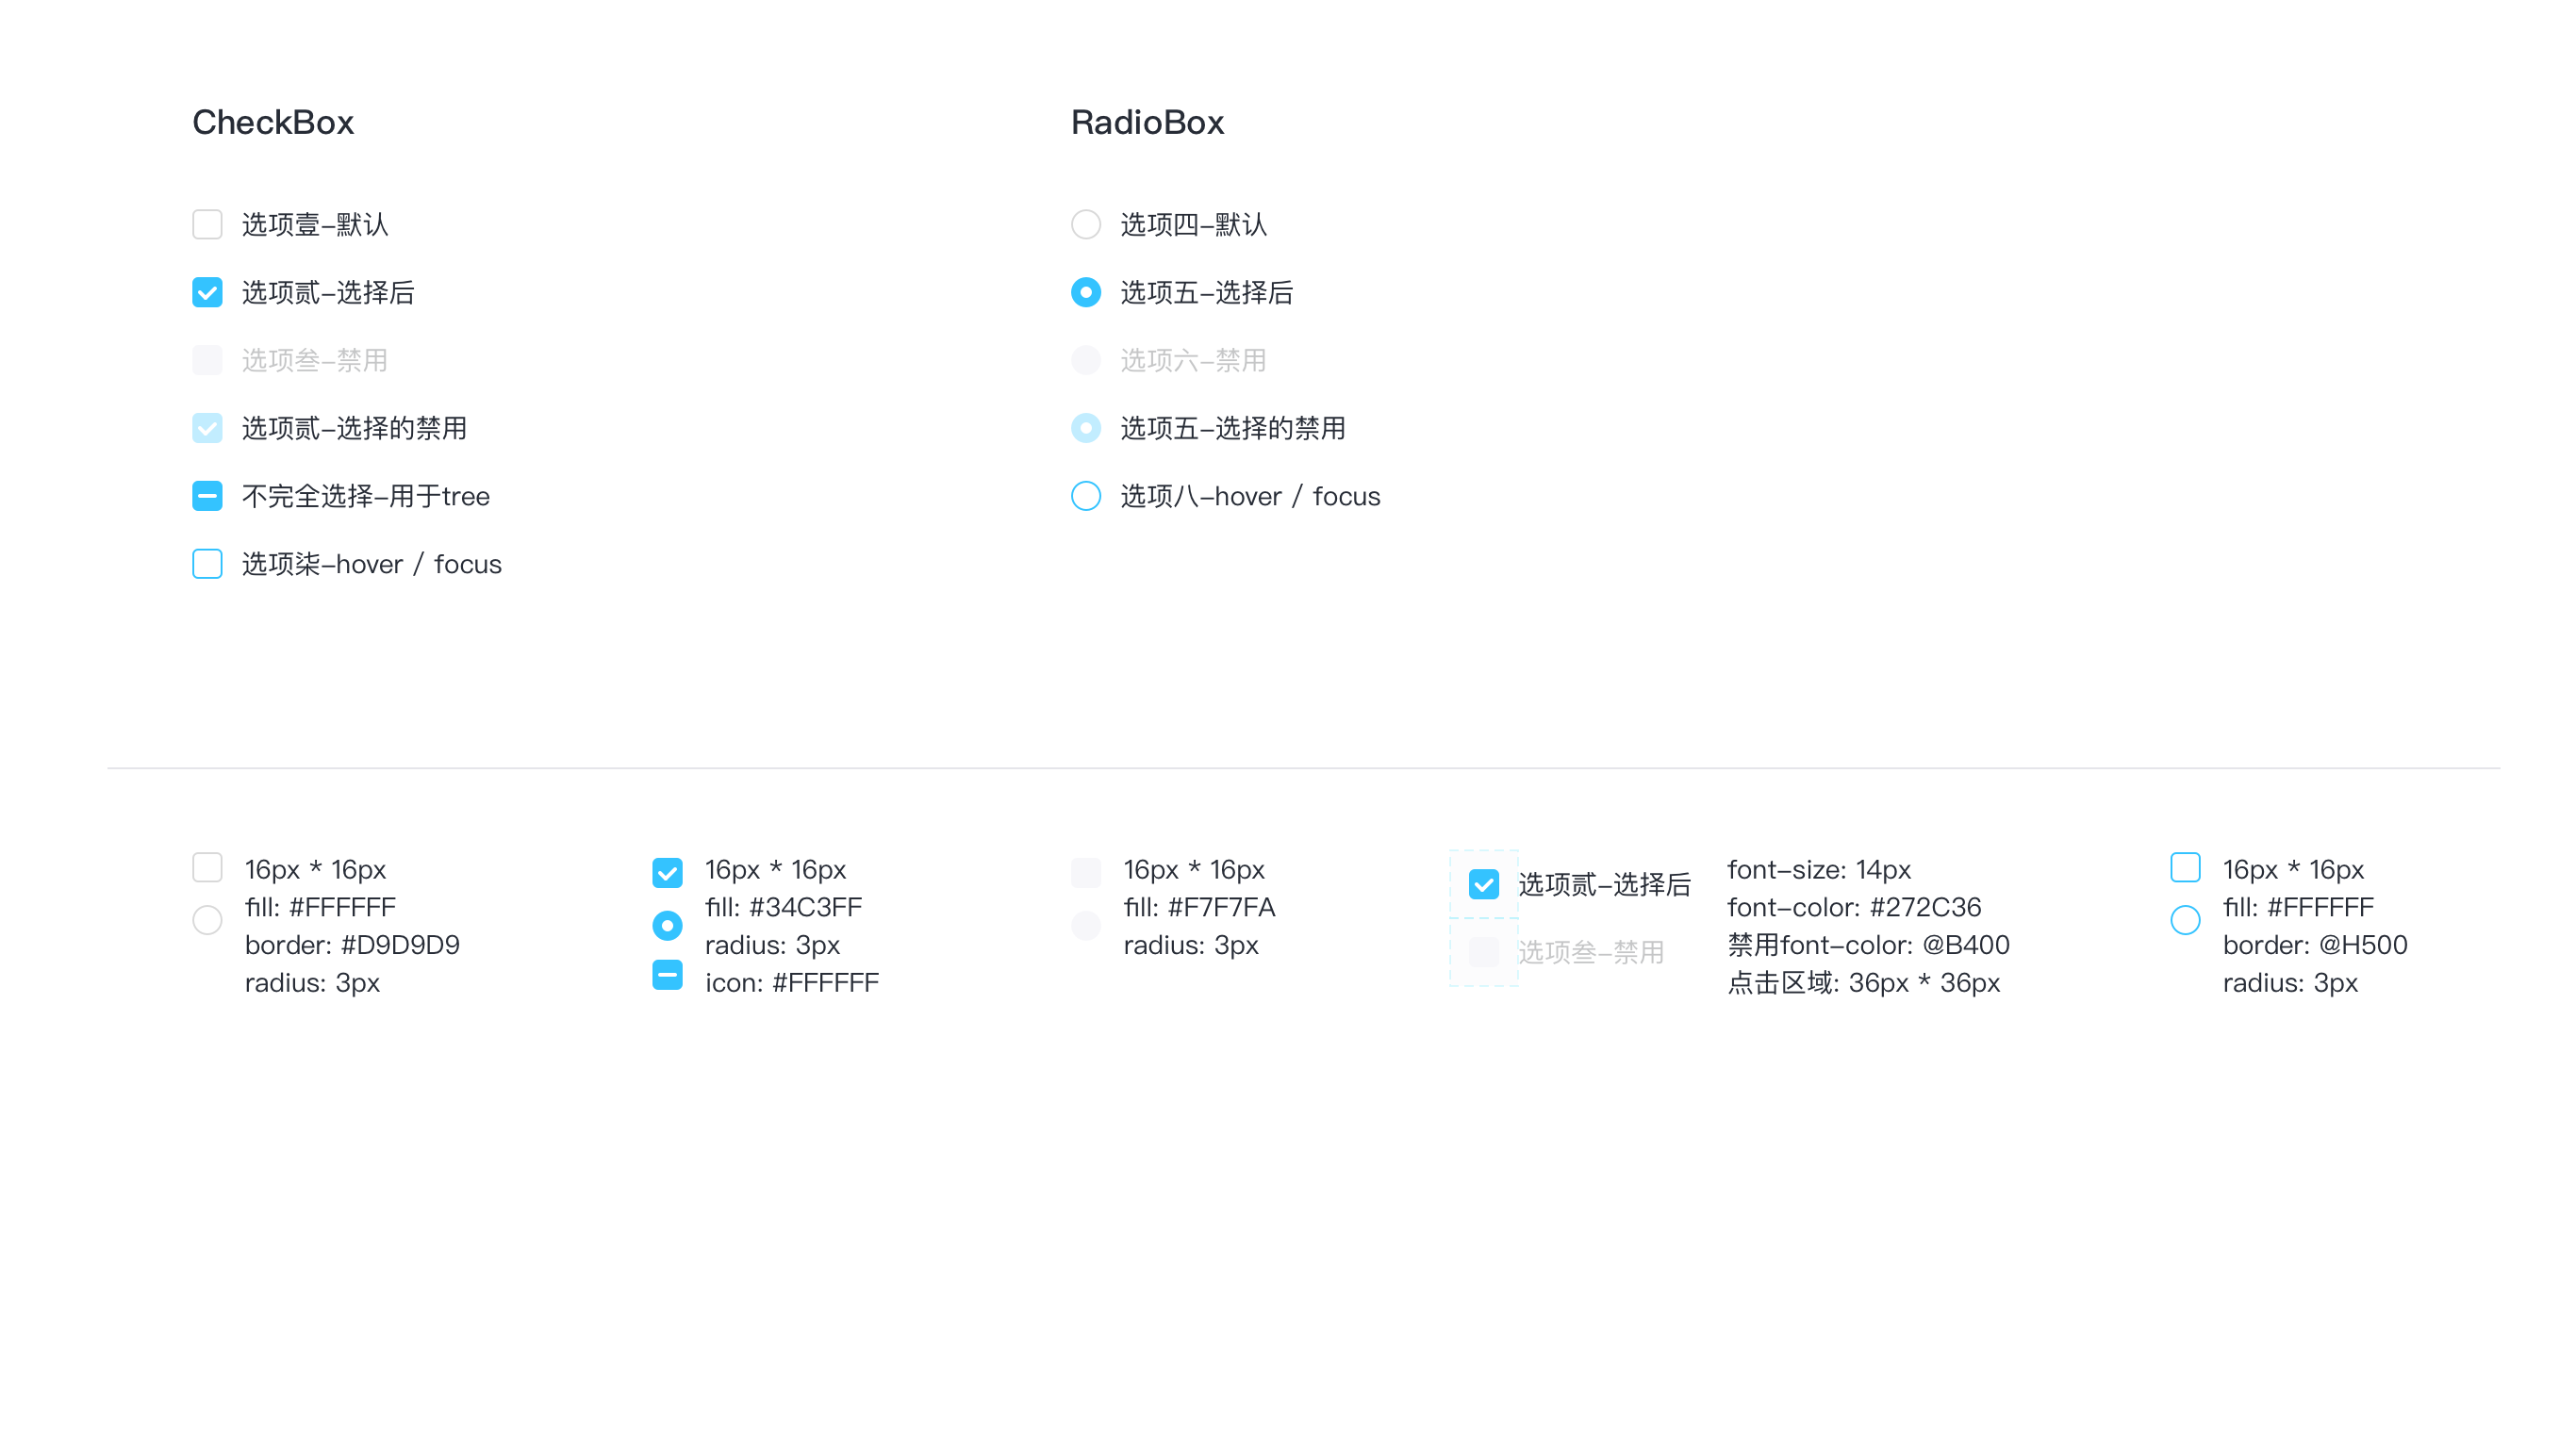 CheckBox
选项壹-默认
选项贰-选择后
选项叁-禁用
选项贰-选择的禁用
不完全选择-用于tree
选项柒-hover / focus
RadioBox
选项四-默认
选项五-选择后
选项六-禁用
选项五-选择的禁用
选项八-hover / focus
16px * 16px
fill: #FFFFFF
border: #D9D9D9
radius: 3px
16px * 16px
fill: #34C3FF
radius: 3px
icon: #FFFFFF
16px * 16px
fill: #F7F7FA
radius: 3px
选项贰-选择后
选项叁-禁用
font-size: 14px
font-color: #272C36
禁用font-color: @B400
点击区域: 36px * 36px
16px * 16px
fill: #FFFFFF
border: @H500
radius: 3px